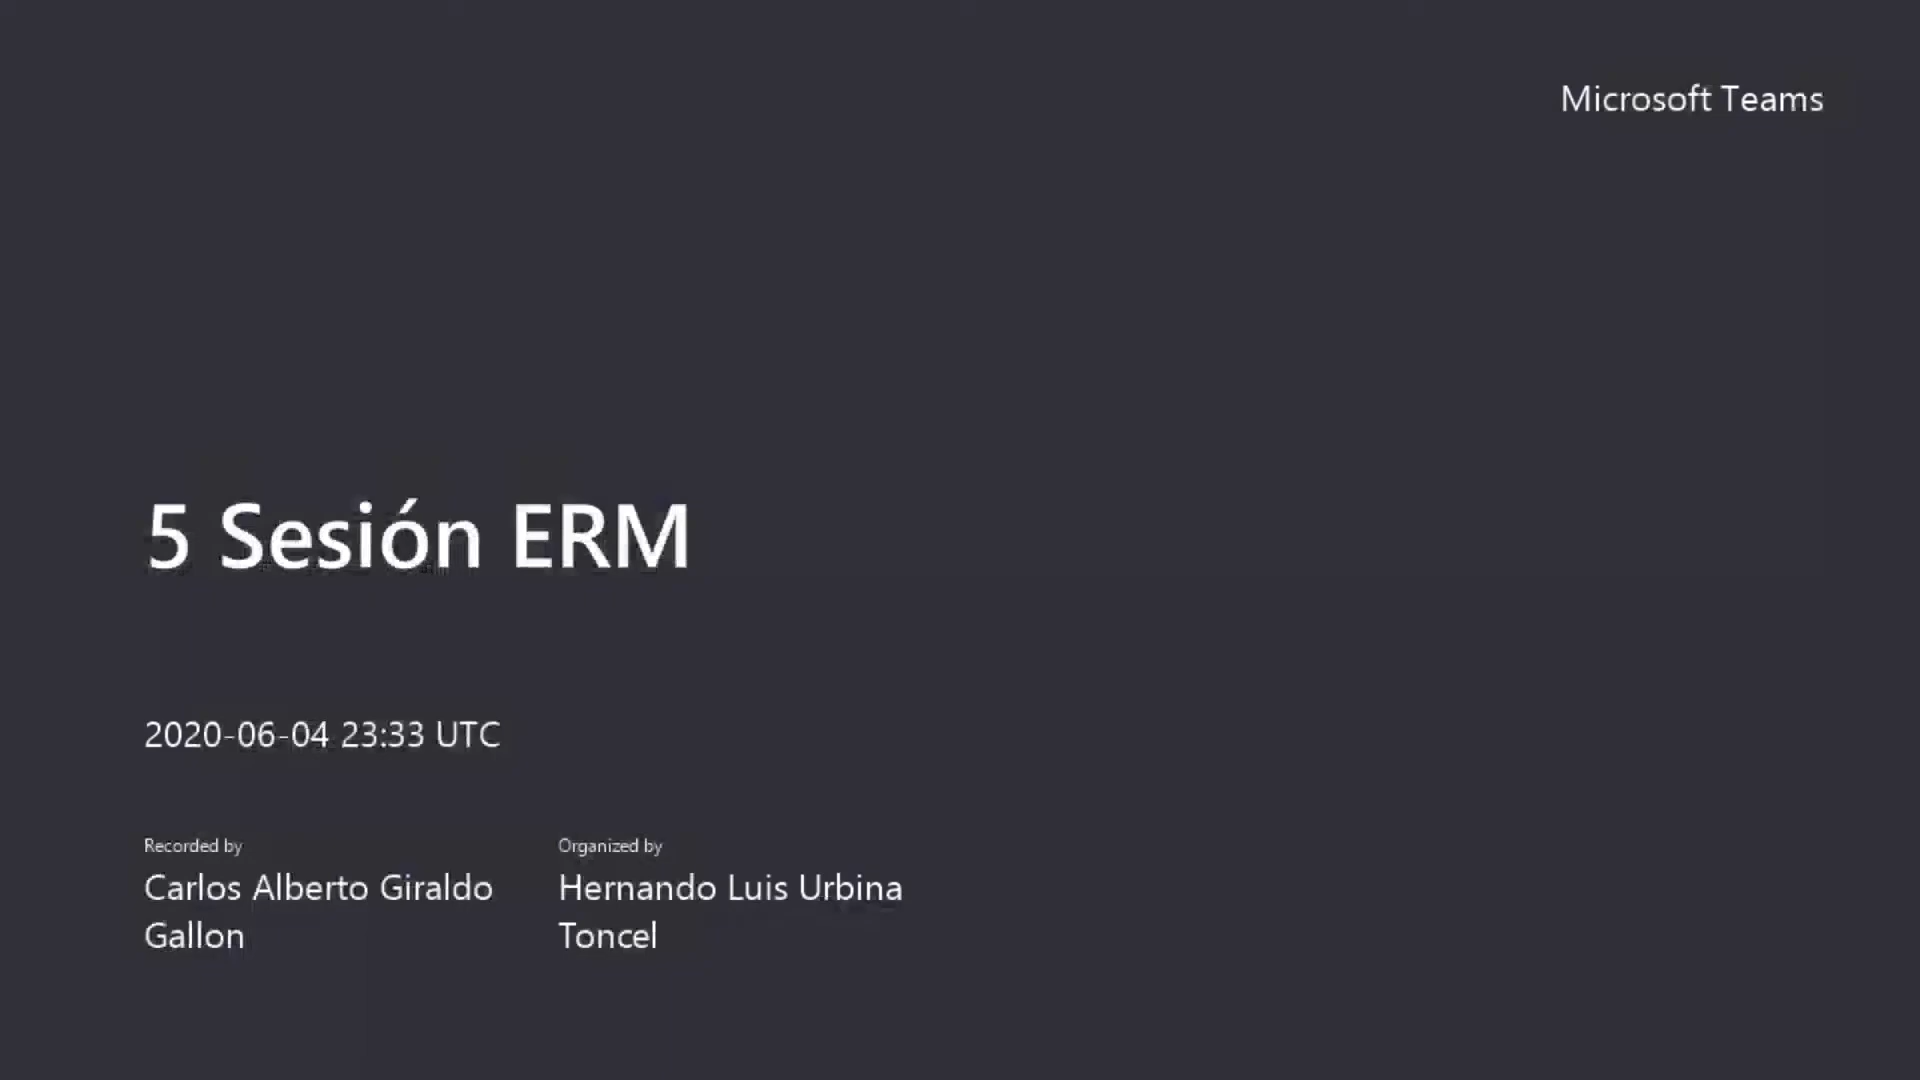 Microsoft Teams
5 Sesión ERM
2020-06-04 23:33 UTC
Recorded by
Carlos Alberto Giraldo
Gallon
Organized by
Hernando Luis Urbina
Toncel